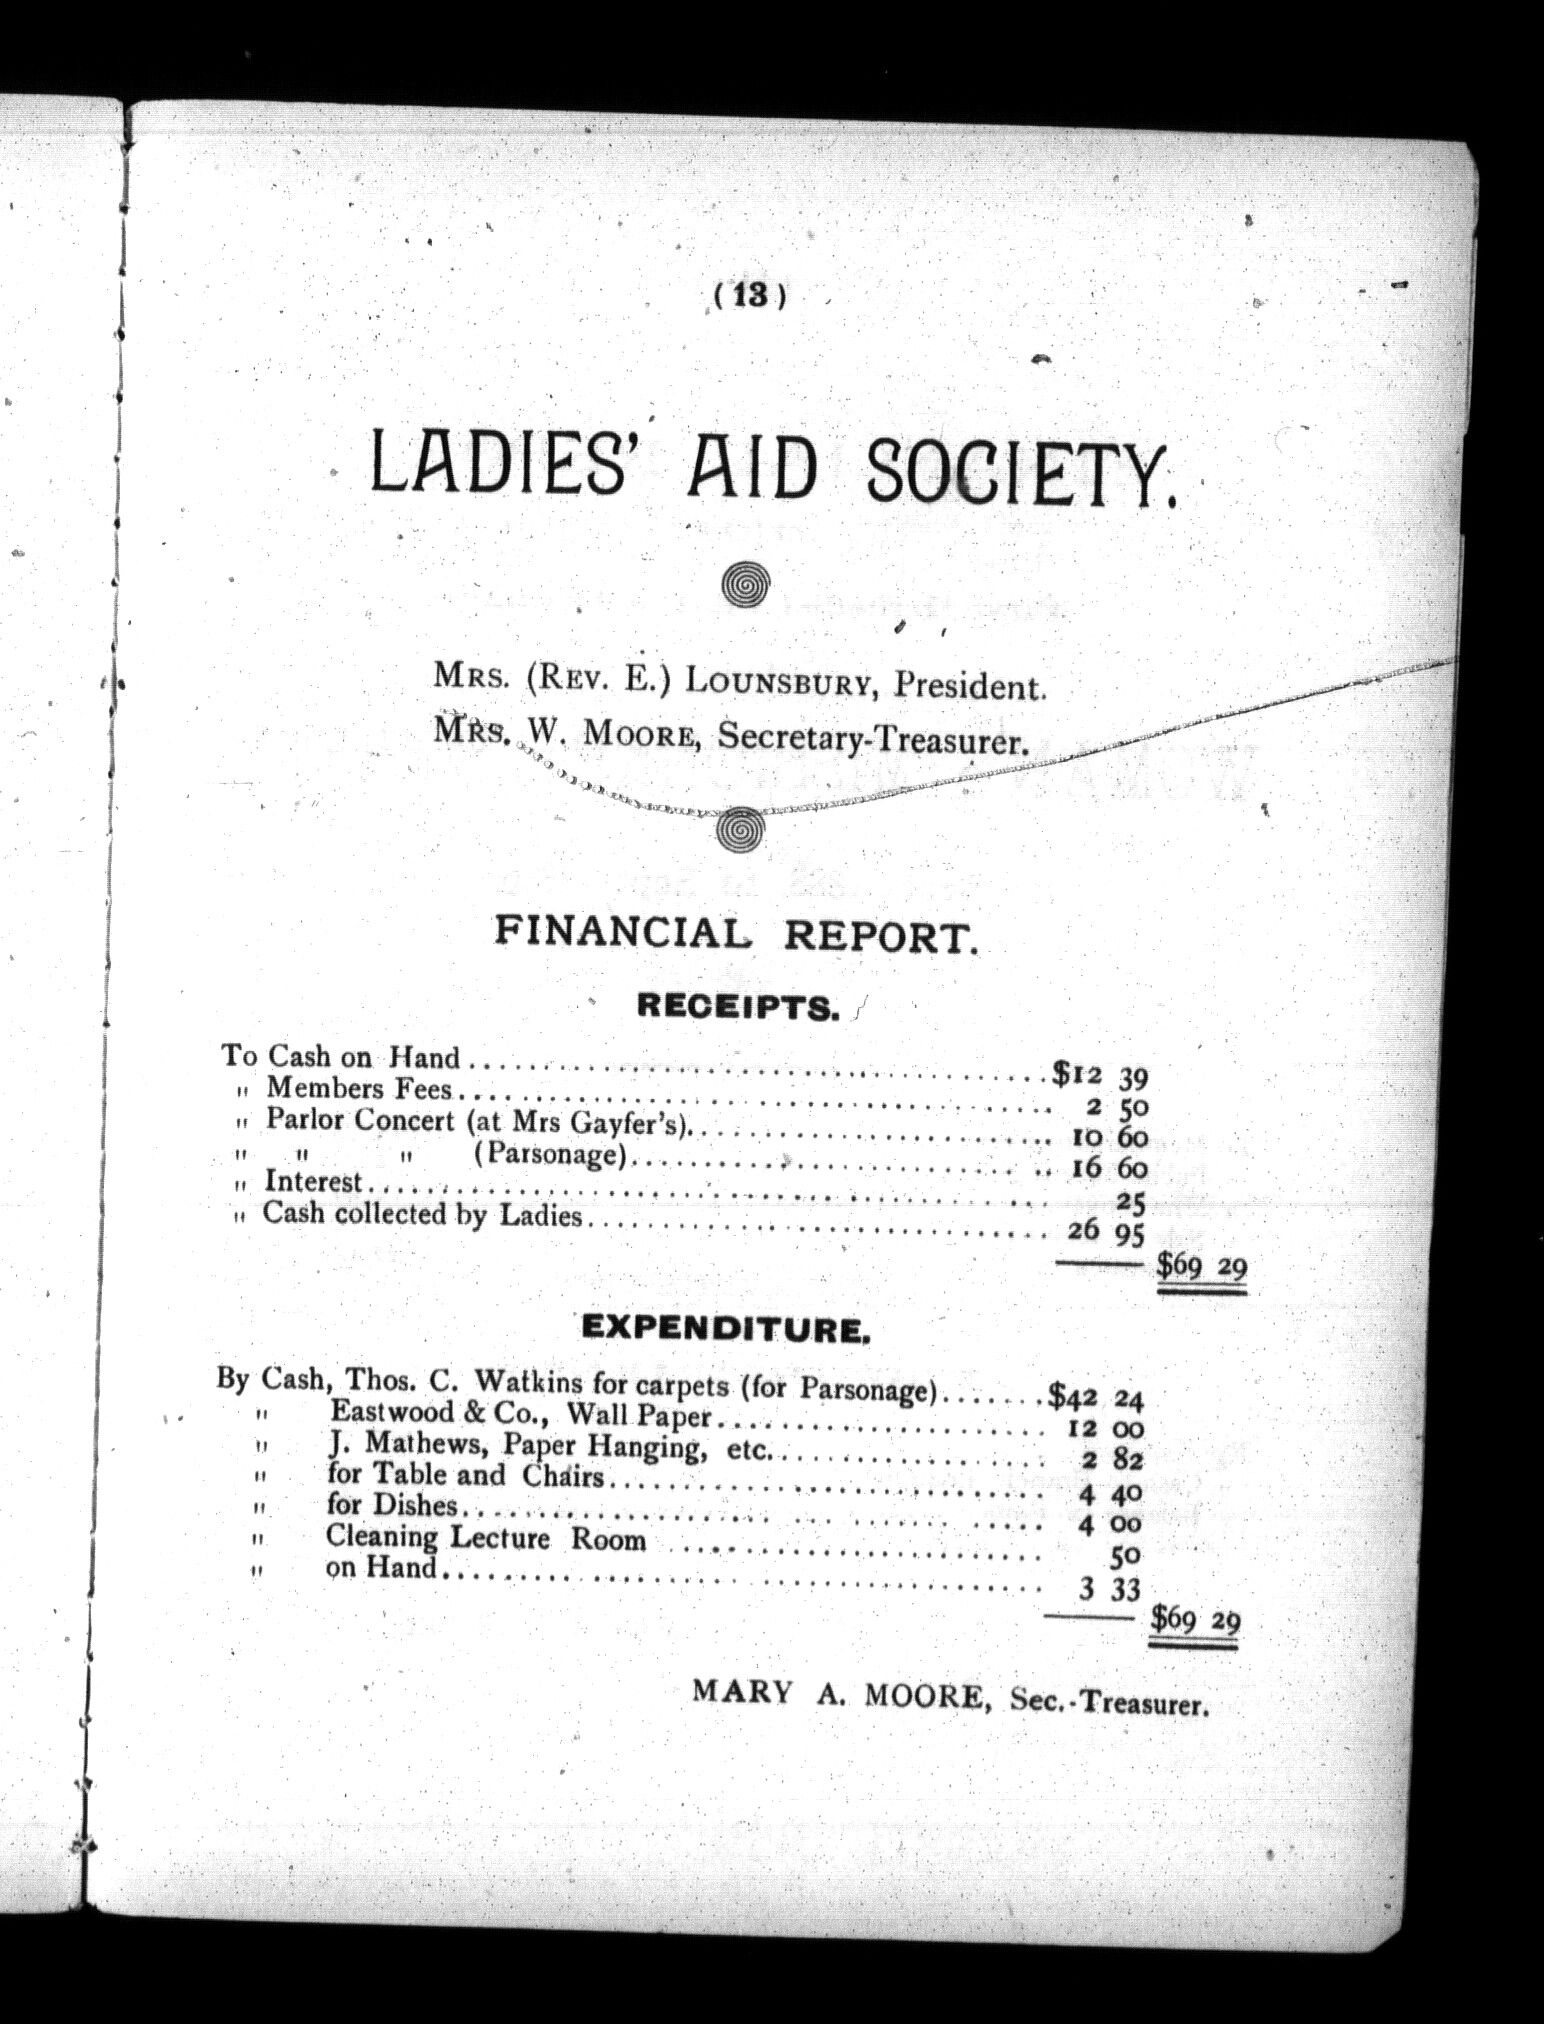 (13)
LADIES' AID SOCIETY.
MRS. (REV. E.) LOUNSBURY, President.
MRS. W. MOORE, Secretary-Treasurer.
FINANCIAL REPORT.
RECEIPTS.
To Cash on Hand........................................$12 39
" Members Fees........................................ 2 50
" Parlor Concert (at Mrs Gayfer's)........................ 10 60
" " " (Parsonage)............................ 16 60
" Interest............................................ 25
" Cash collected by Ladies................................ 26 95
$69 29
EXPENDITURE.
By Cash, Thos. C. Watkins for carpets (for Parsonage).......$42 24
" Eastwood & Co., Wall Paper...................... 12 00
" J. Mathews, Paper Hanging, etc................... 2 82
" for Table and Chairs............................ 4 40
" for Dishes...................................... 4 00
" Cleaning Lecture Room ......................... 50
" on Hand....................................... 3 33
$69 29
MARY A. MOORE, Sec.-Treasurer.